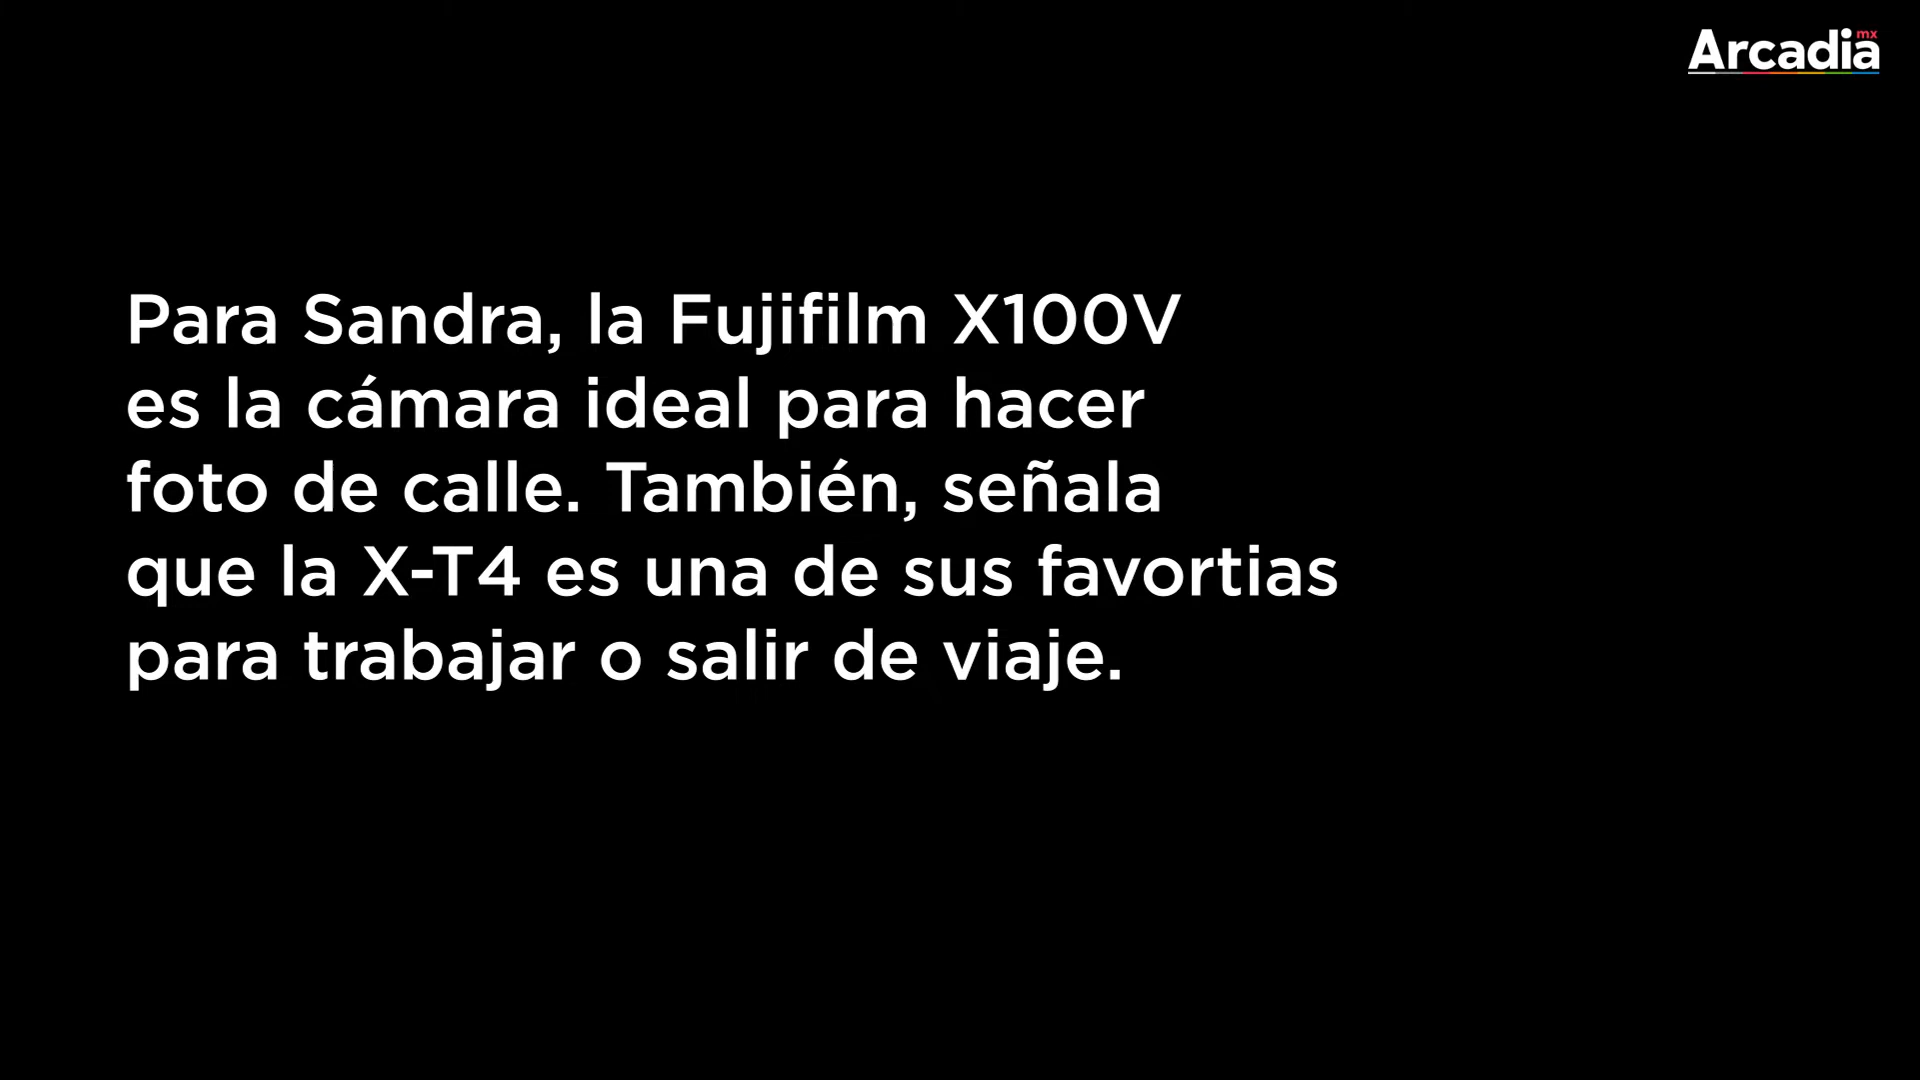 Arcadia mx
Para Sandra, la Fujifilm X100V
es la cámara ideal para hacer
foto de calle. También, señala
que la X-T4 es una de sus favortias
para trabajar o salir de viaje.